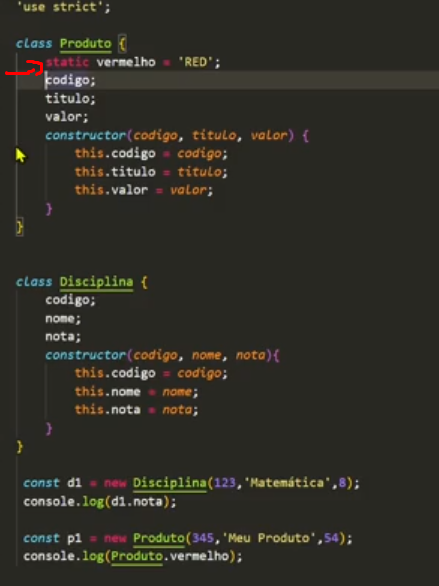 'use strict';
class Produto {
static vermelho = 'RED';
codigo;
titulo;
valor;
constructor(codigo, titulo, valor) {
this.codigo = codigo;
this.titulo = titulo;
this.valor = valor;
}
}
class Disciplina {
codigo;
nome;
nota;
constructor(codigo, nome, nota){
this.codigo = codigo;
this.nome = nome;
this.nota = nota;
}
}
const d1 = new Disciplina(123,'Matemática',8);
console.log(d1.nota);
const p1 = new Produto(345,'Meu Produto',54);
console.log(Produto.vermelho);